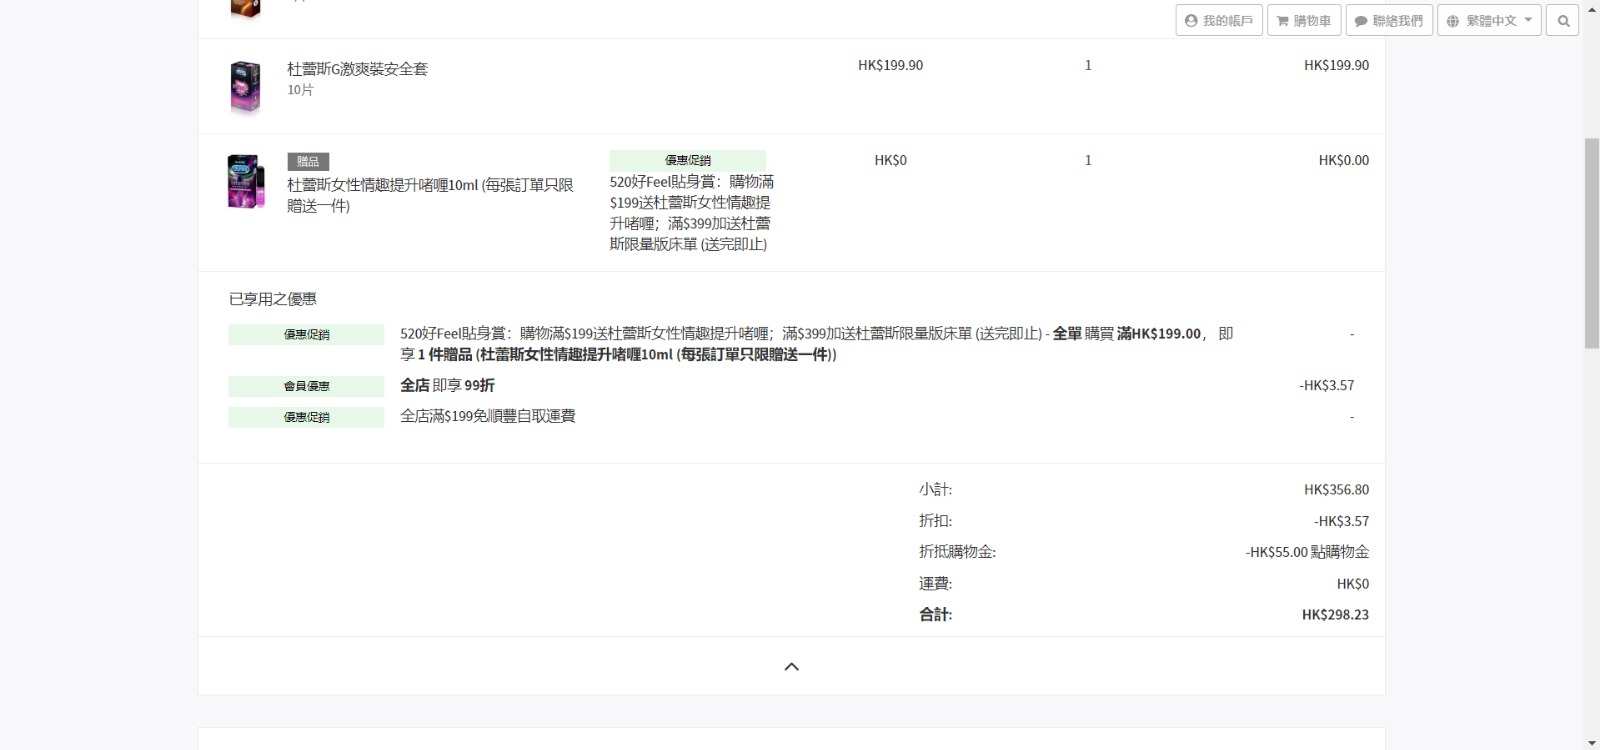 我的帳戶 購物車 聯絡我們 繁體中文
杜蕾斯G激爽裝安全套 HK$199.90 1 HK$199.90
10片
贈品 優惠促銷 HK$0 1 HK$0.00
杜蕾斯女性情趣提升啫喱10ml (每張訂單只限
贈送一件)
520好Feel貼身賞：購物滿
$199送杜蕾斯女性情趣提
升啫喱；滿$399加送杜蕾
斯限量版床單 (送完即止)
已享用之優惠
優惠促銷 520好Feel貼身賞：購物滿$199送杜蕾斯女性情趣提升啫喱；滿$399加送杜蕾斯限量版床單 (送完即止) - 全單 購買 滿HK$199.00， 即 -
享 1 件贈品 (杜蕾斯女性情趣提升啫喱10ml (每張訂單只限贈送一件))
會員優惠 全店 即享 99折 -HK$3.57
優惠促銷 全店滿$199免順豐自取運費 -
小計: HK$356.80
折扣: -HK$3.57
折抵購物金: -HK$55.00 點購物金
運費: HK$0
合計: HK$298.23